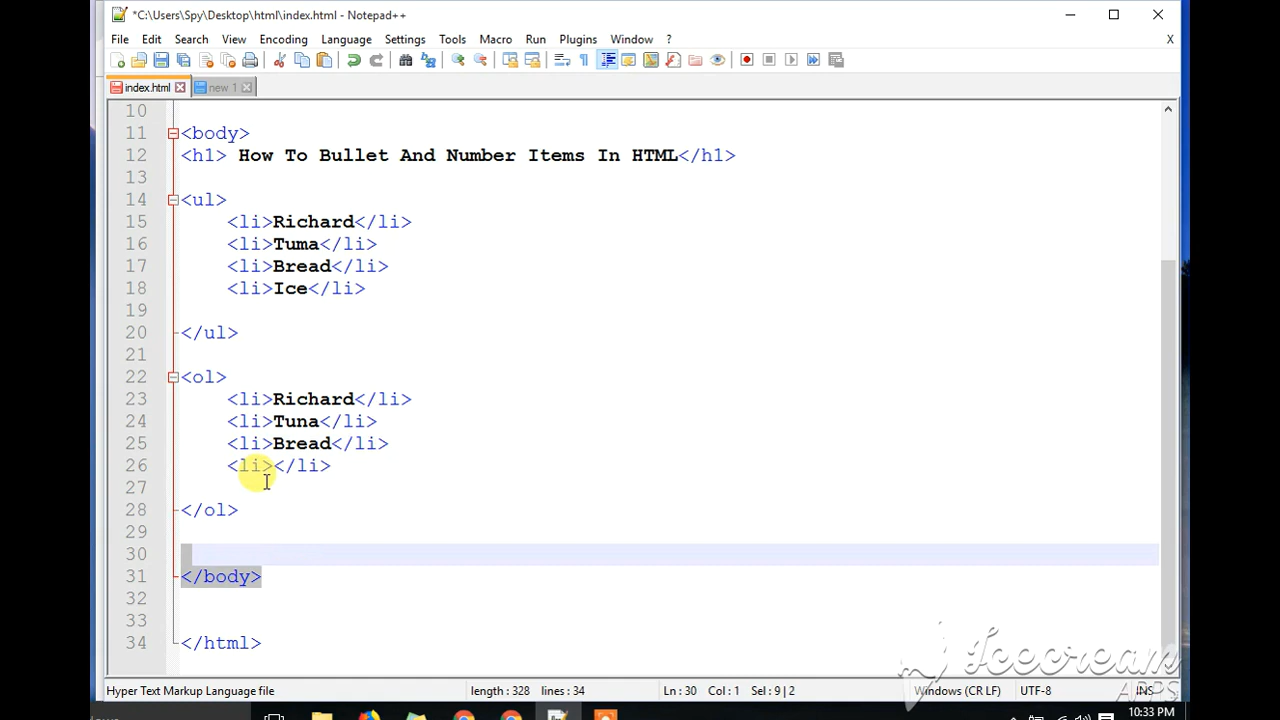 *C:\Users\Spy\Desktop\html\index.html - Notepad++
File Edit Search View Encoding Language Settings Tools Macro Run Plugins Window ? X
index.html new 1
10
11 <body>
12 <h1> How To Bullet And Number Items In HTML</h1>
13
14 <ul>
15 <li>Richard</li>
16 <li>Tuma</li>
17 <li>Bread</li>
18 <li>Ice</li>
19
20 </ul>
21
22 <ol>
23 <li>Richard</li>
24 <li>Tuna</li>
25 <li>Bread</li>
26 <li></li>
27
28 </ol>
29
30
31 </body>
32
33
34 </html>
Icecream
APPS
Hyper Text Markup Language file length : 328 lines : 34 Ln : 30 Col : 1 Sel : 9 | 2 Windows (CR LF) UTF-8 INS
10:33 PM